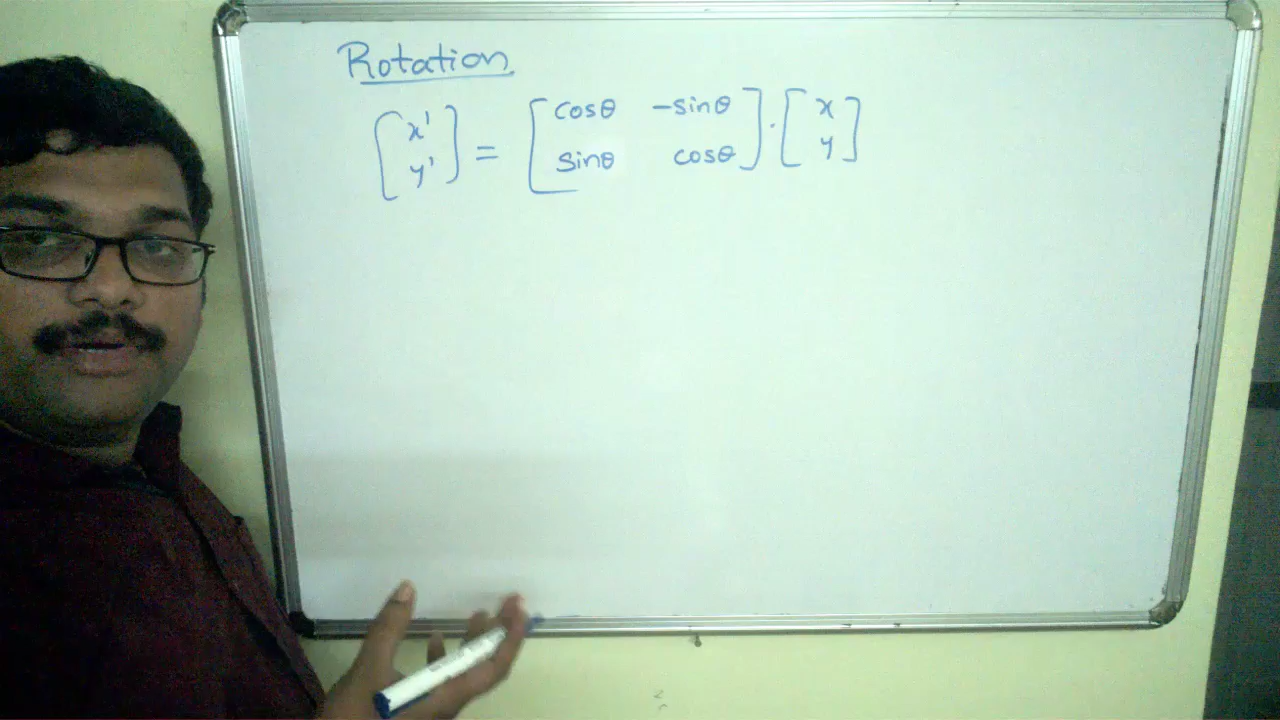 Rotation
[x' y'] = [cosθ -sinθ sinθ cosθ] . [x y]